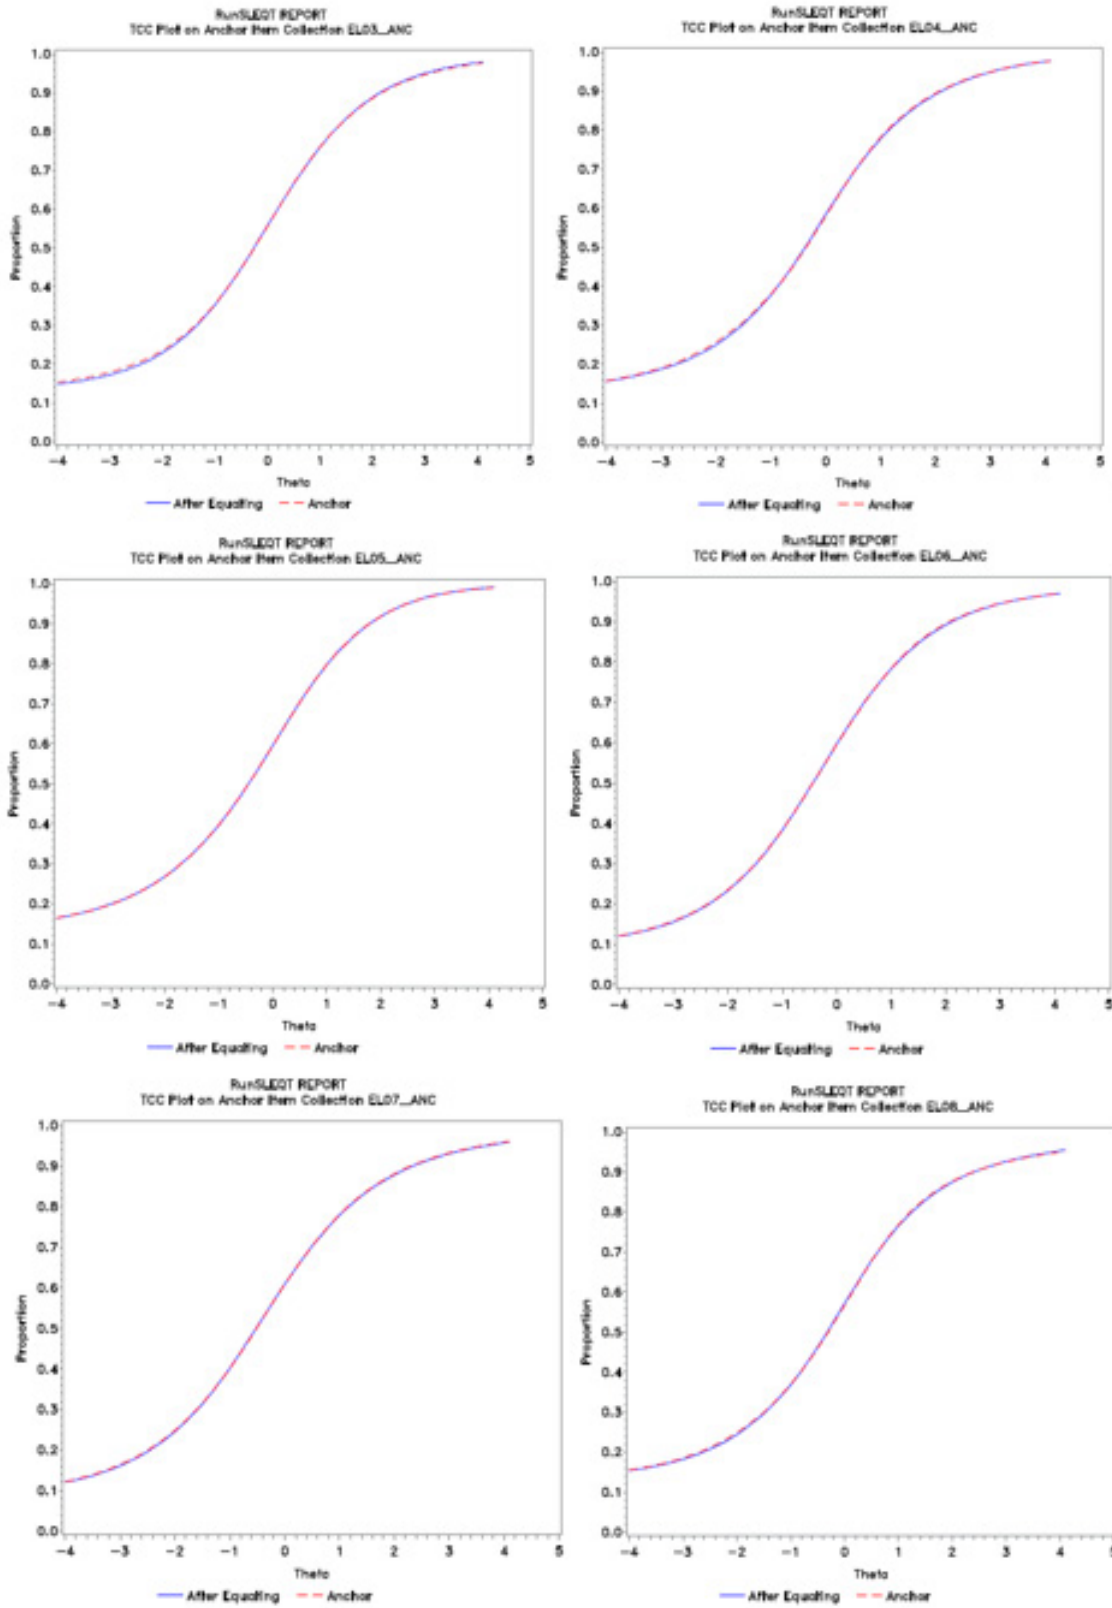 RunSLEQT REPORT
TCC Plot on Anchor Item Collection EL03_ANC
1.0
0.9
0.8
0.7
0.6
0.5
0.4
0.3
0.2
0.1
0.0
Proportion
-4 -3 -2 -1 0 1 2 3 4 5
Theta
After Equating Anchor
RunSLEQT REPORT
TCC Plot on Anchor Item Collection EL04_ANC
1.0
0.9
0.8
0.7
0.6
0.5
0.4
0.3
0.2
0.1
0.0
Proportion
-4 -3 -2 -1 0 1 2 3 4 5
Theta
After Equating Anchor
RunSLEQT REPORT
TCC Plot on Anchor Item Collection EL05_ANC
1.0
0.9
0.8
0.7
0.6
0.5
0.4
0.3
0.2
0.1
0.0
Proportion
-4 -3 -2 -1 0 1 2 3 4 5
Theta
After Equating Anchor
RunSLEQT REPORT
TCC Plot on Anchor Item Collection EL06_ANC
1.0
0.9
0.8
0.7
0.6
0.5
0.4
0.3
0.2
0.1
0.0
Proportion
-4 -3 -2 -1 0 1 2 3 4 5
Theta
After Equating Anchor
RunSLEQT REPORT
TCC Plot on Anchor Item Collection EL07_ANC
1.0
0.9
0.8
0.7
0.6
0.5
0.4
0.3
0.2
0.1
0.0
Proportion
-4 -3 -2 -1 0 1 2 3 4 5
Theta
After Equating Anchor
RunSLEQT REPORT
TCC Plot on Anchor Item Collection EL08_ANC
1.0
0.9
0.8
0.7
0.6
0.5
0.4
0.3
0.2
0.1
0.0
Proportion
-4 -3 -2 -1 0 1 2 3 4 5
Theta
After Equating Anchor